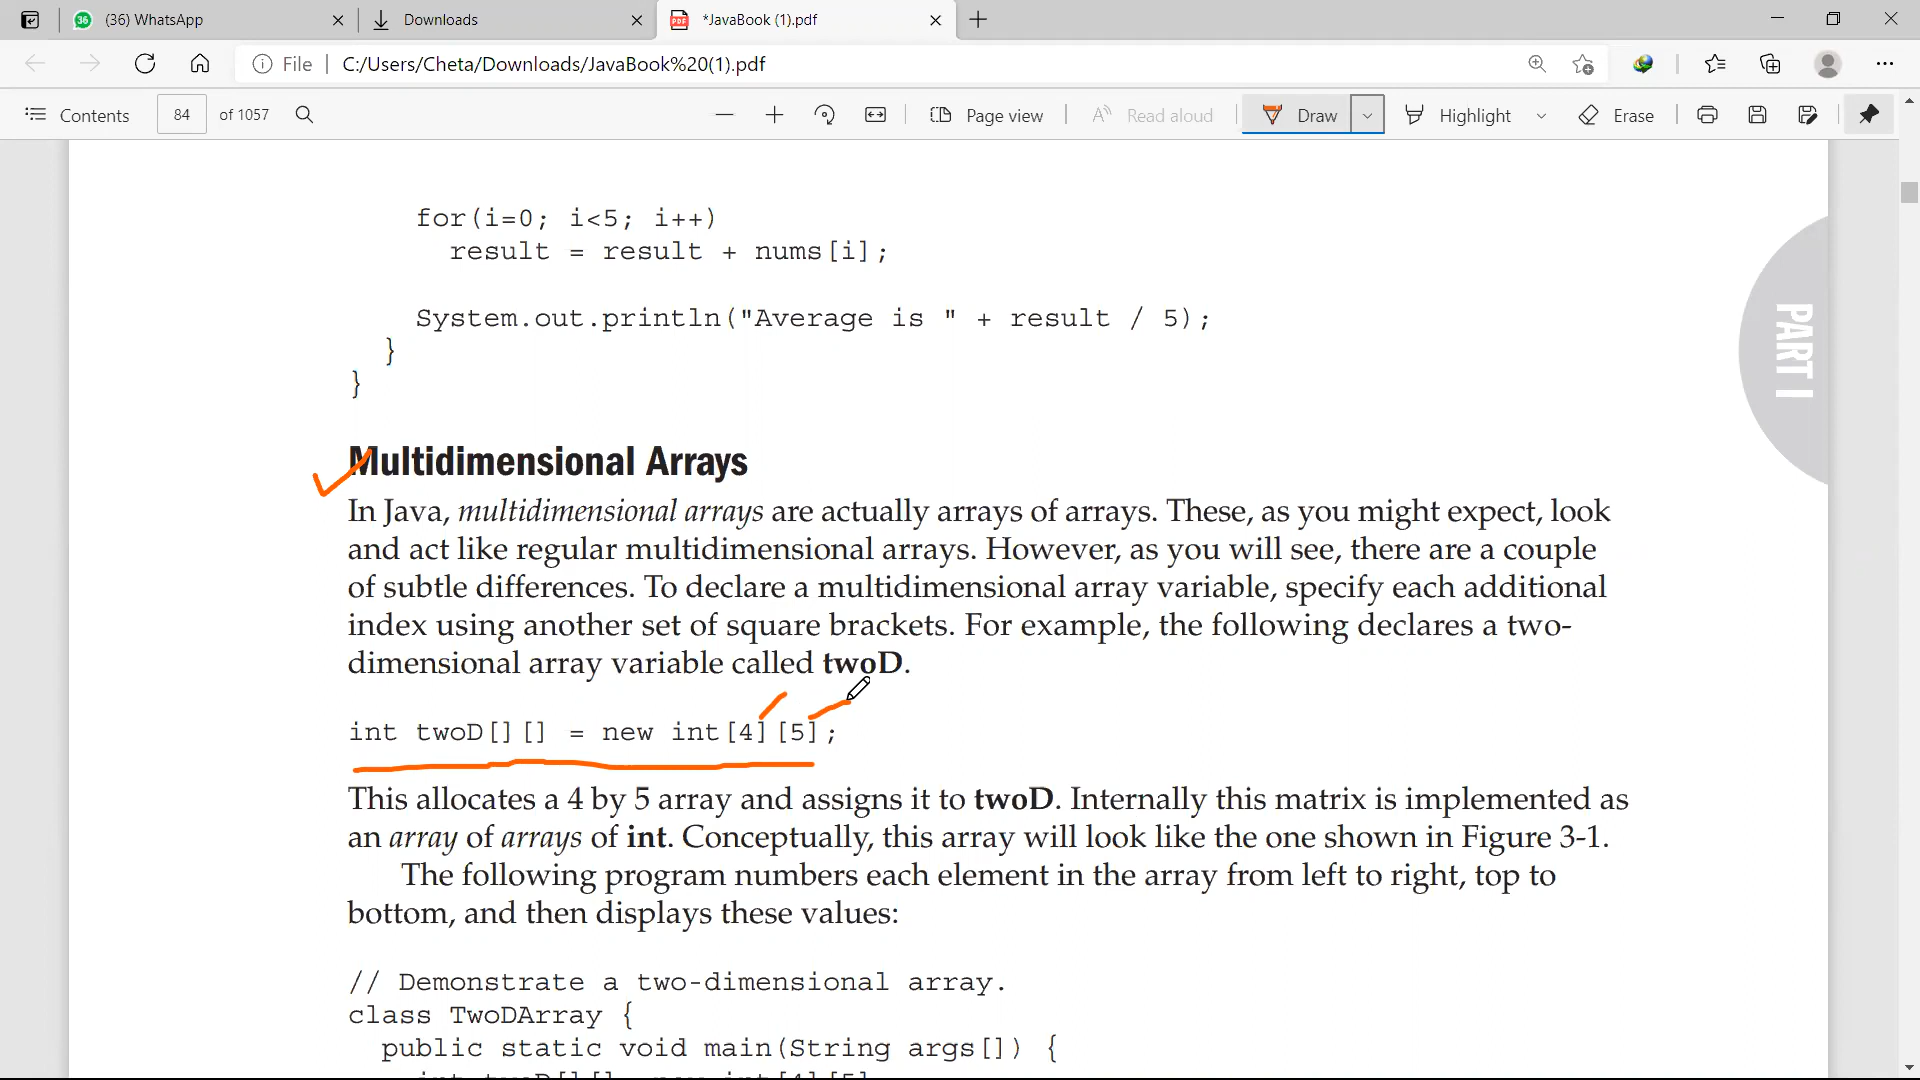 36 (36) WhatsApp
Downloads
PDF *JavaBook (1).pdf
File C:/Users/Cheta/Downloads/JavaBook%20(1).pdf
Contents 84 of 1057 Page view Read aloud Draw Highlight Erase
for(i=0; i<5; i++)
result = result + nums[i];
System.out.println("Average is " + result / 5);
}
}
PART I
Multidimensional Arrays
In Java, multidimensional arrays are actually arrays of arrays. These, as you might expect, look
and act like regular multidimensional arrays. However, as you will see, there are a couple
of subtle differences. To declare a multidimensional array variable, specify each additional
index using another set of square brackets. For example, the following declares a two-
dimensional array variable called twoD.
int twoD[][] = new int[4][5];
This allocates a 4 by 5 array and assigns it to twoD. Internally this matrix is implemented as
an array of arrays of int. Conceptually, this array will look like the one shown in Figure 3-1.
The following program numbers each element in the array from left to right, top to
bottom, and then displays these values:
// Demonstrate a two-dimensional array.
class TwoDArray {
public static void main(String args[]) {